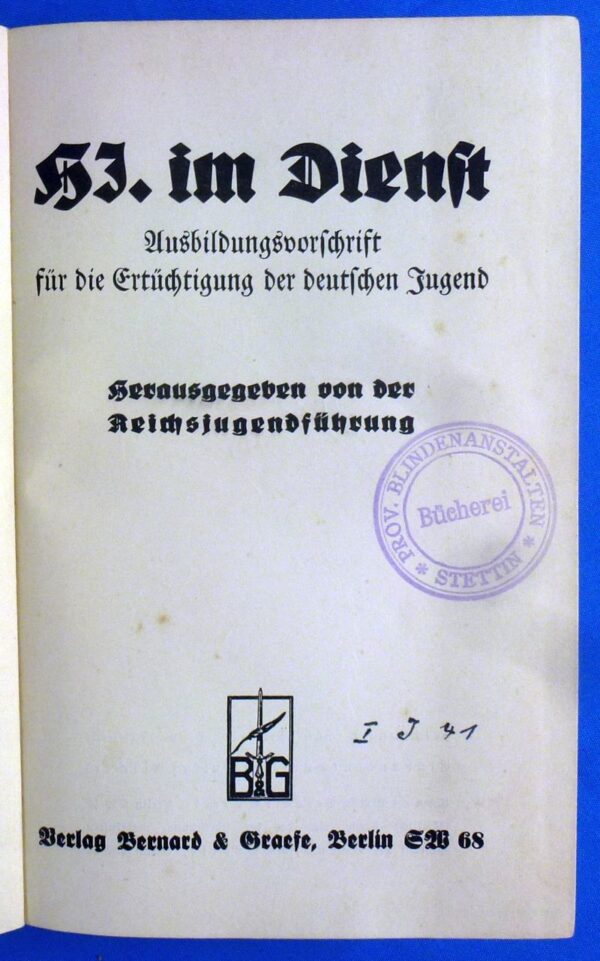 HJ. im Dienst
Ausbildungsvorschrift
für die Ertüchtigung der deutschen Jugend
Herausgegeben von der
Reichsjugendführung
* PROV. BLINDENANSTALTEN * STETTIN
Bücherei
I J 41
B&G
Verlag Bernard & Graefe, Berlin SW 68